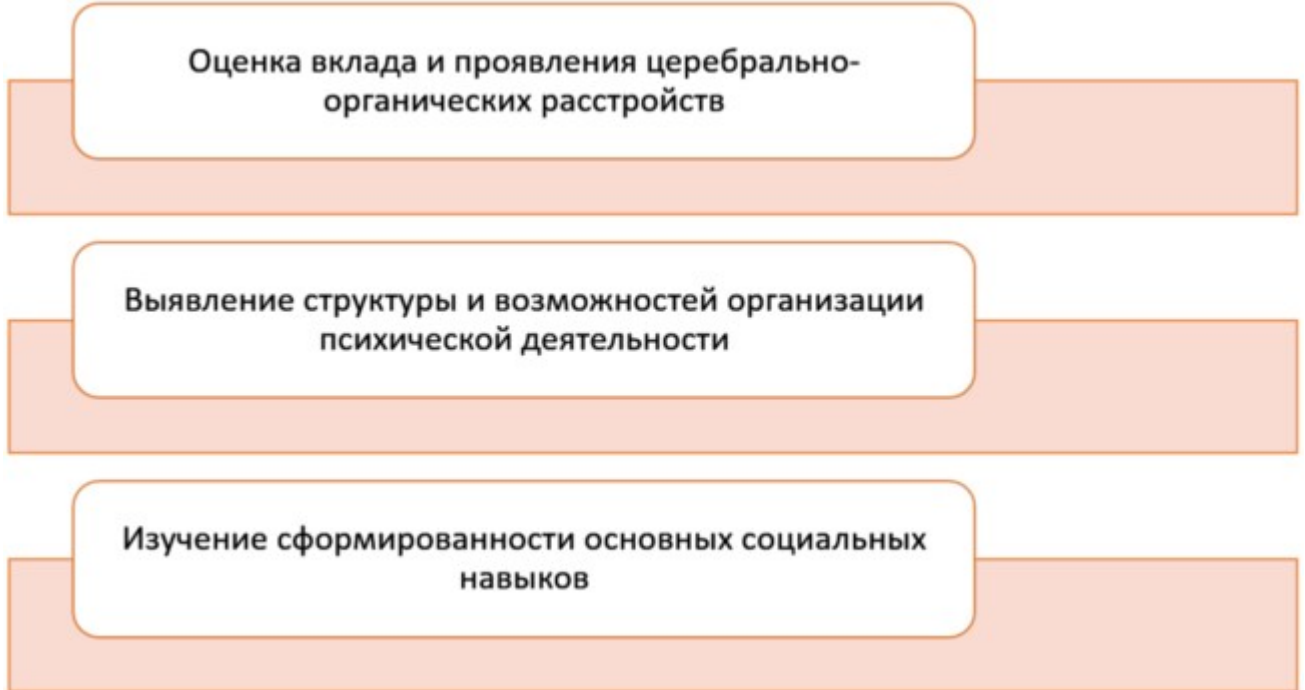 Оценка вклада и проявления церебрально-
органических расстройств
Выявление структуры и возможностей организации
психической деятельности
Изучение сформированности основных социальных
навыков